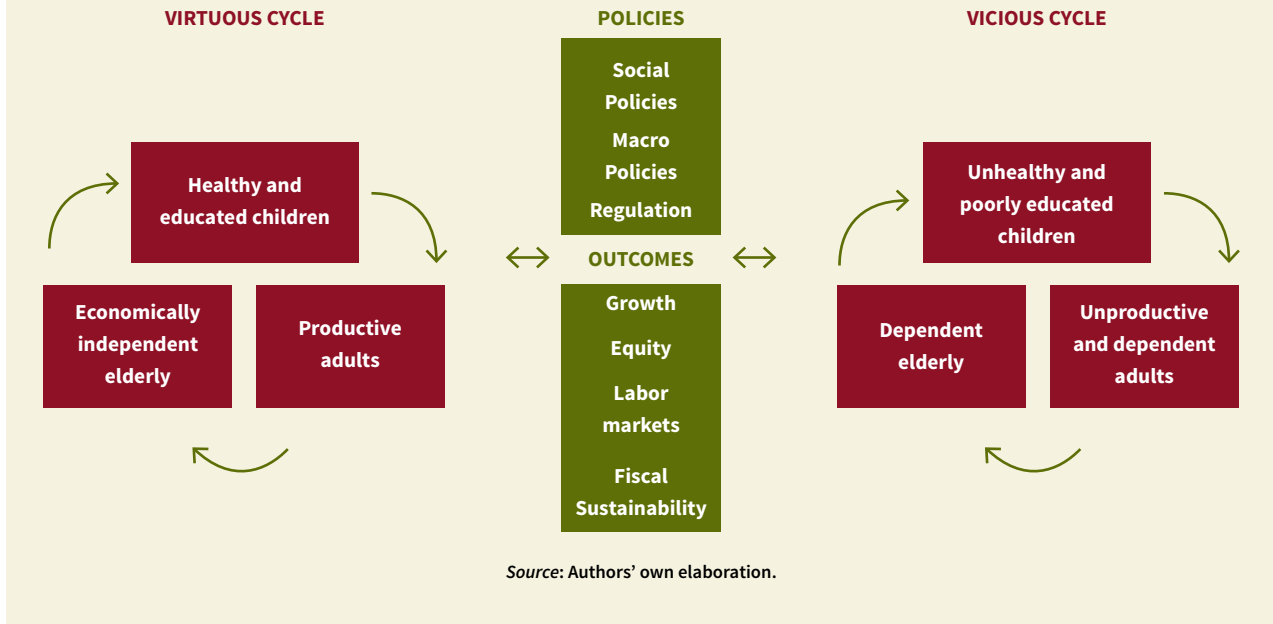 VIRTUOUS CYCLE
Healthy and
educated children
Economically
independent
elderly
Productive
adults
POLICIES
Social
Policies
Macro
Policies
Regulation
OUTCOMES
Growth
Equity
Labor
markets
Fiscal
Sustainability
VICIOUS CYCLE
Unhealthy and
poorly educated
children
Dependent
elderly
Unproductive
and dependent
adults
Source: Authors’ own elaboration.